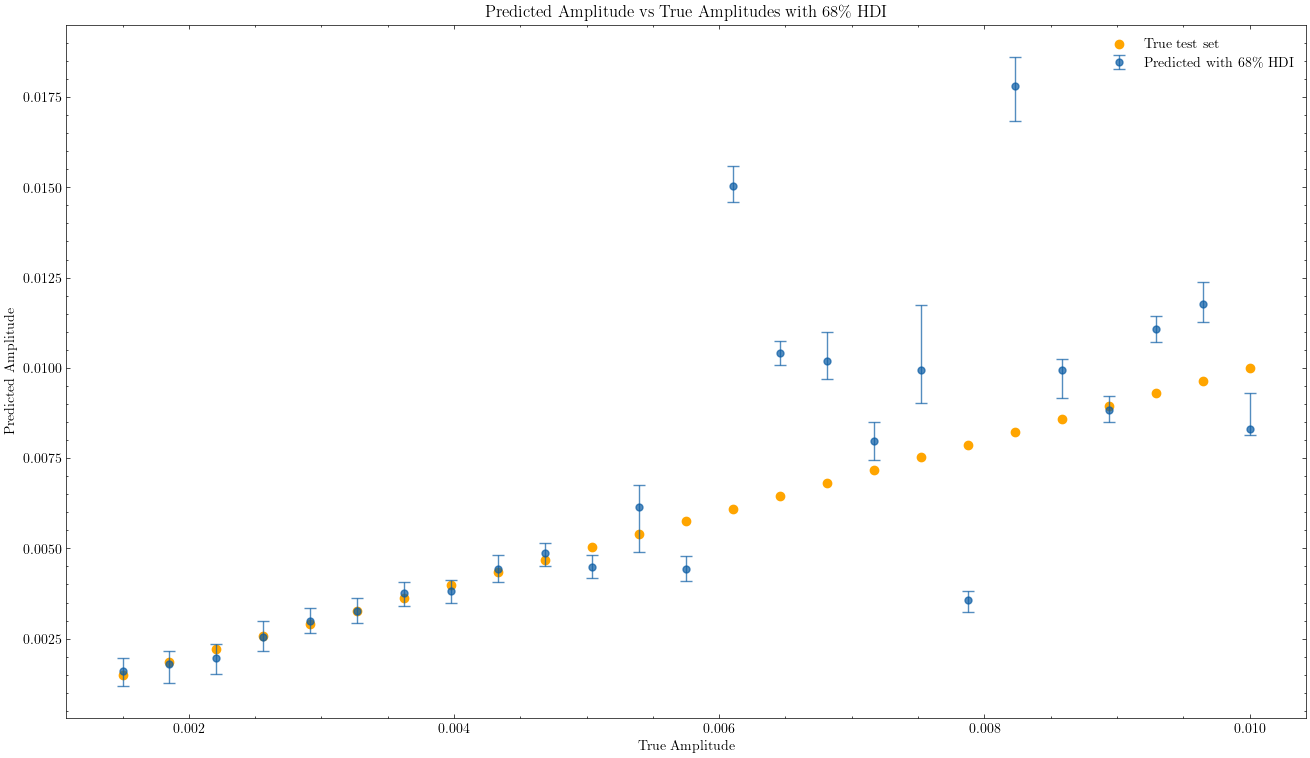 Predicted Amplitude vs True Amplitudes with 68% HDI
True test set
Predicted with 68% HDI
Predicted Amplitude
0.0175
0.0150
0.0125
0.0100
0.0075
0.0050
0.0025
0.002
0.004
0.006
0.008
0.010
True Amplitude